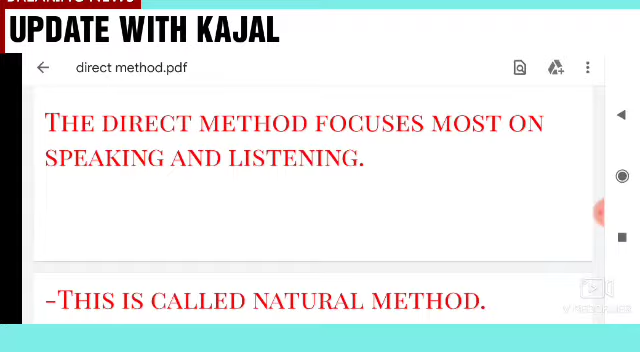 UPDATE WITH KAJAL
direct method.pdf
THE DIRECT METHOD FOCUSES MOST ON
SPEAKING AND LISTENING.
-THIS IS CALLED NATURAL METHOD.